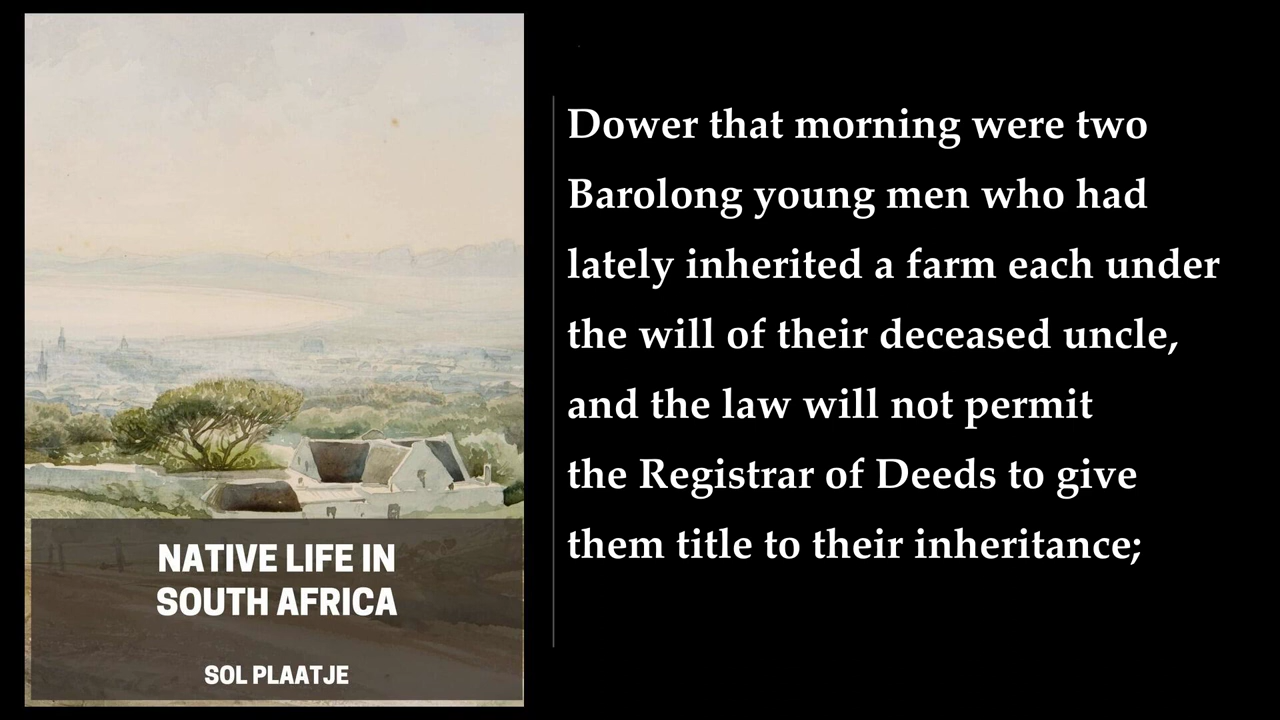 NATIVE LIFE IN
SOUTH AFRICA
SOL PLAATJE
Dower that morning were two
Barolong young men who had
lately inherited a farm each under
the will of their deceased uncle,
and the law will not permit
the Registrar of Deeds to give
them title to their inheritance;